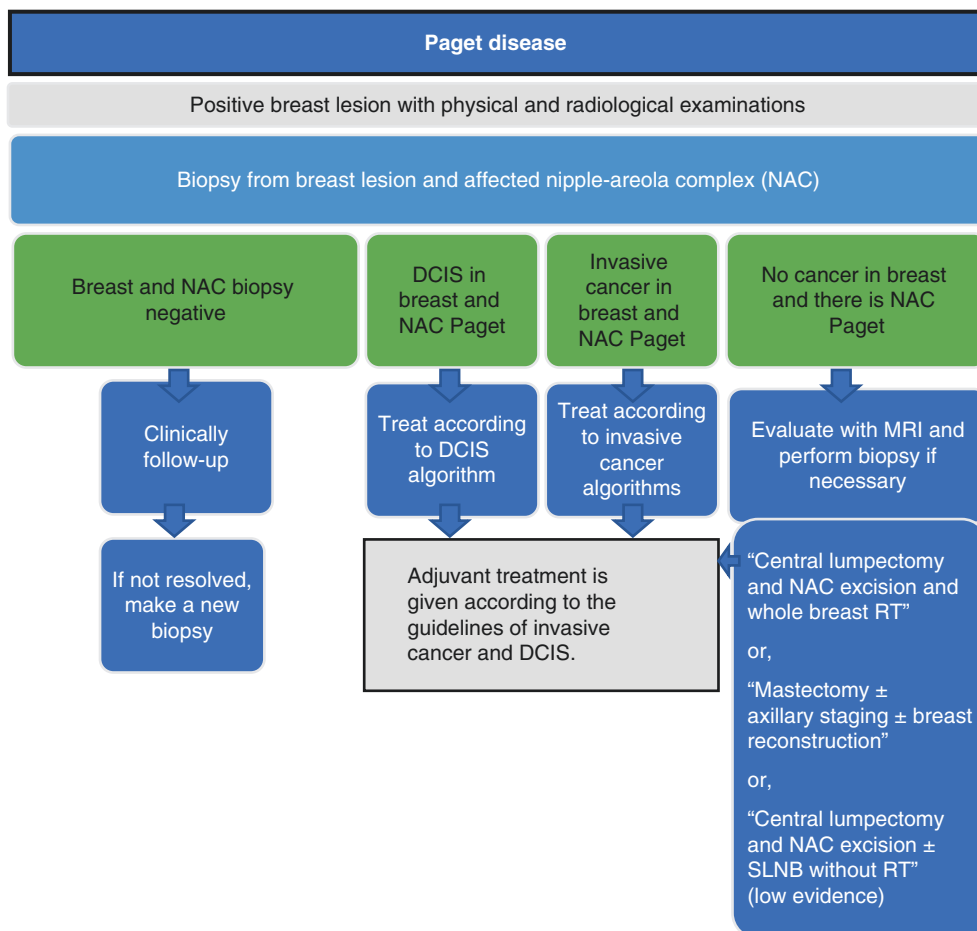 Paget disease
Positive breast lesion with physical and radiological examinations
Biopsy from breast lesion and affected nipple-areola complex (NAC)
Breast and NAC biopsy
negative
DCIS in
breast and
NAC Paget
Invasive
cancer in
breast and
NAC Paget
No cancer in breast
and there is NAC
Paget
Clinically
follow-up
Treat according
to DCIS
algorithm
Treat according
to invasive
cancer
algorithms
Evaluate with MRI and
perform biopsy if
necessary
If not resolved,
make a new
biopsy
Adjuvant treatment is
given according to the
guidelines of invasive
cancer and DCIS.
“Central lumpectomy
and NAC excision and
whole breast RT”
or,
“Mastectomy ±
axillary staging ± breast
reconstruction”
or,
“Central lumpectomy
and NAC excision ±
SLNB without RT”
(low evidence)